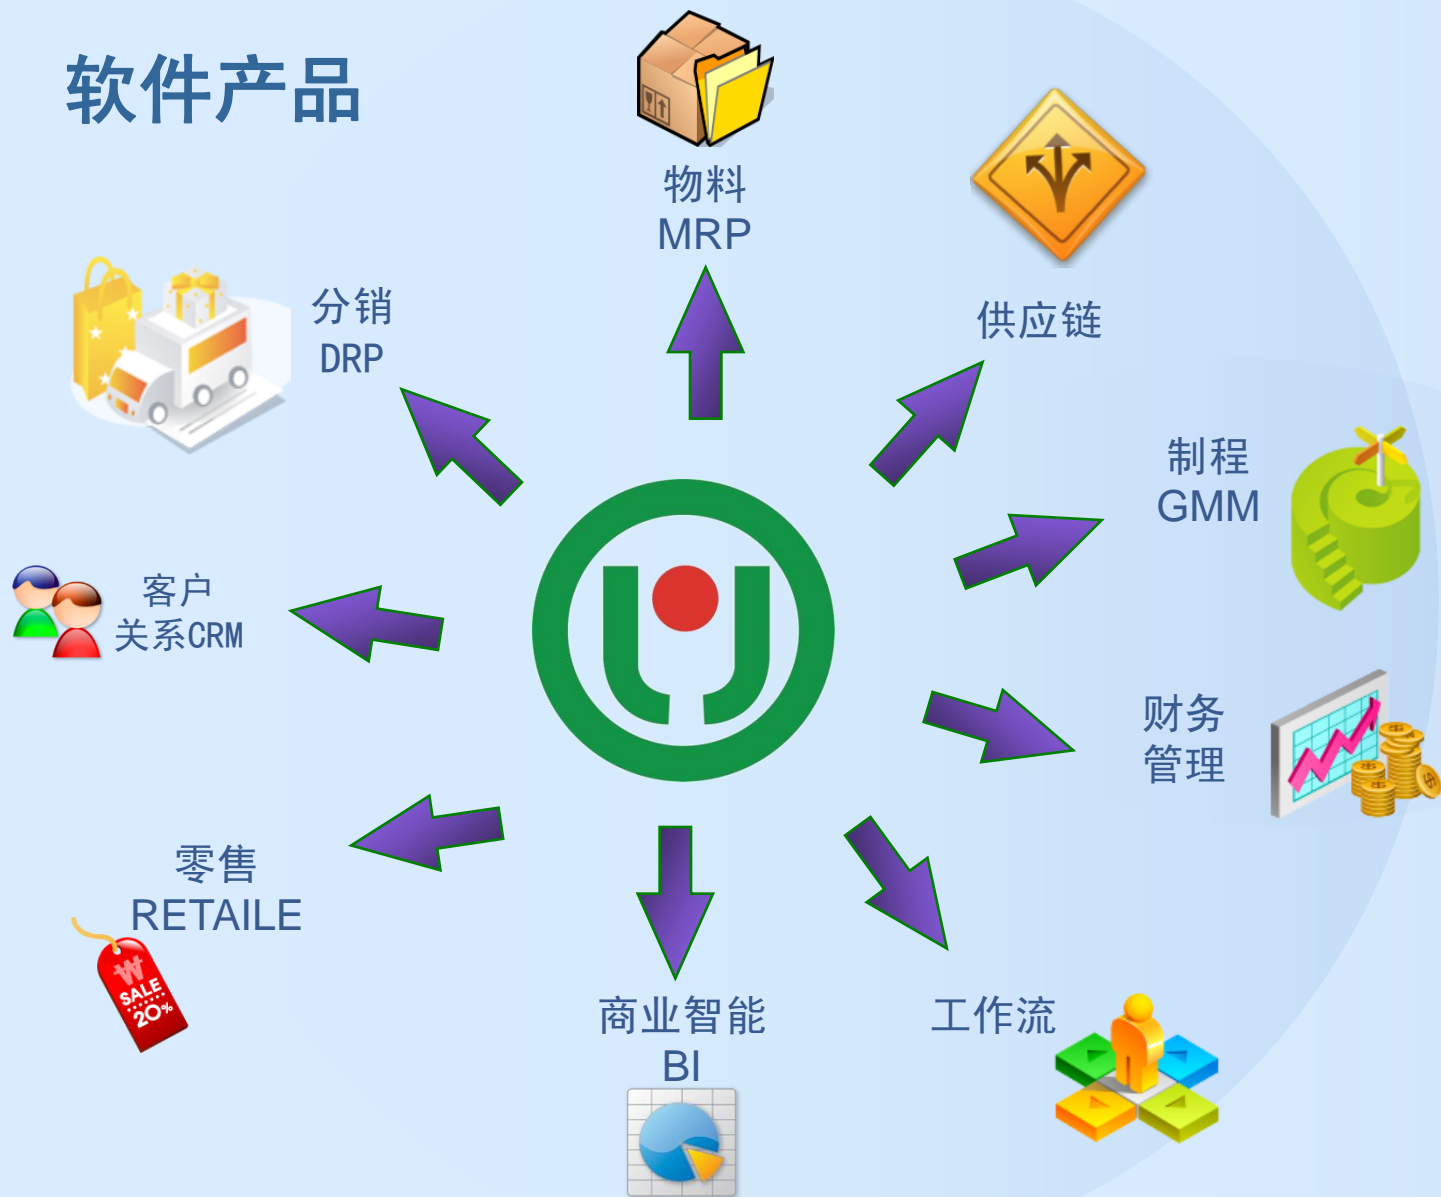 软件产品
物料
MRP
供应链
分销
DRP
制程
GMM
客户
关系CRM
财务
管理
零售
RETAILE
₩
SALE
20%
商业智能
BI
工作流